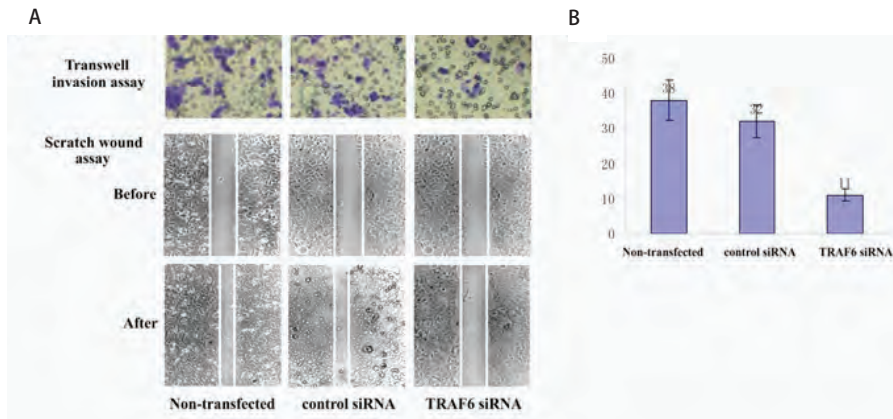 A
Transwell
invasion assay
Scratch wound
assay
Before
After
Non-transfected control siRNA TRAF6 siRNA
B
50
40
30
20
10
0
38
32
Non-transfected control siRNA TRAF6 siRNA